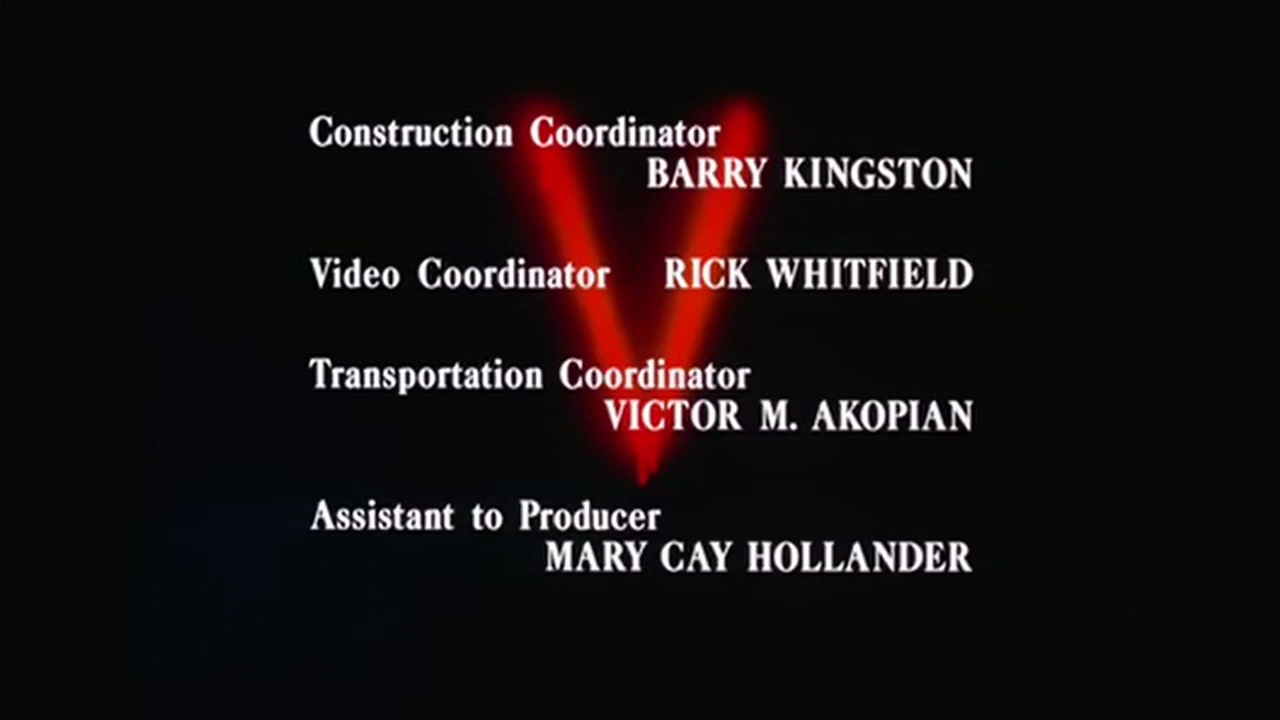 Construction Coordinator
BARRY KINGSTON
Video Coordinator RICK WHITFIELD
Transportation Coordinator
VICTOR M. AKOPIAN
Assistant to Producer
MARY CAY HOLLANDER